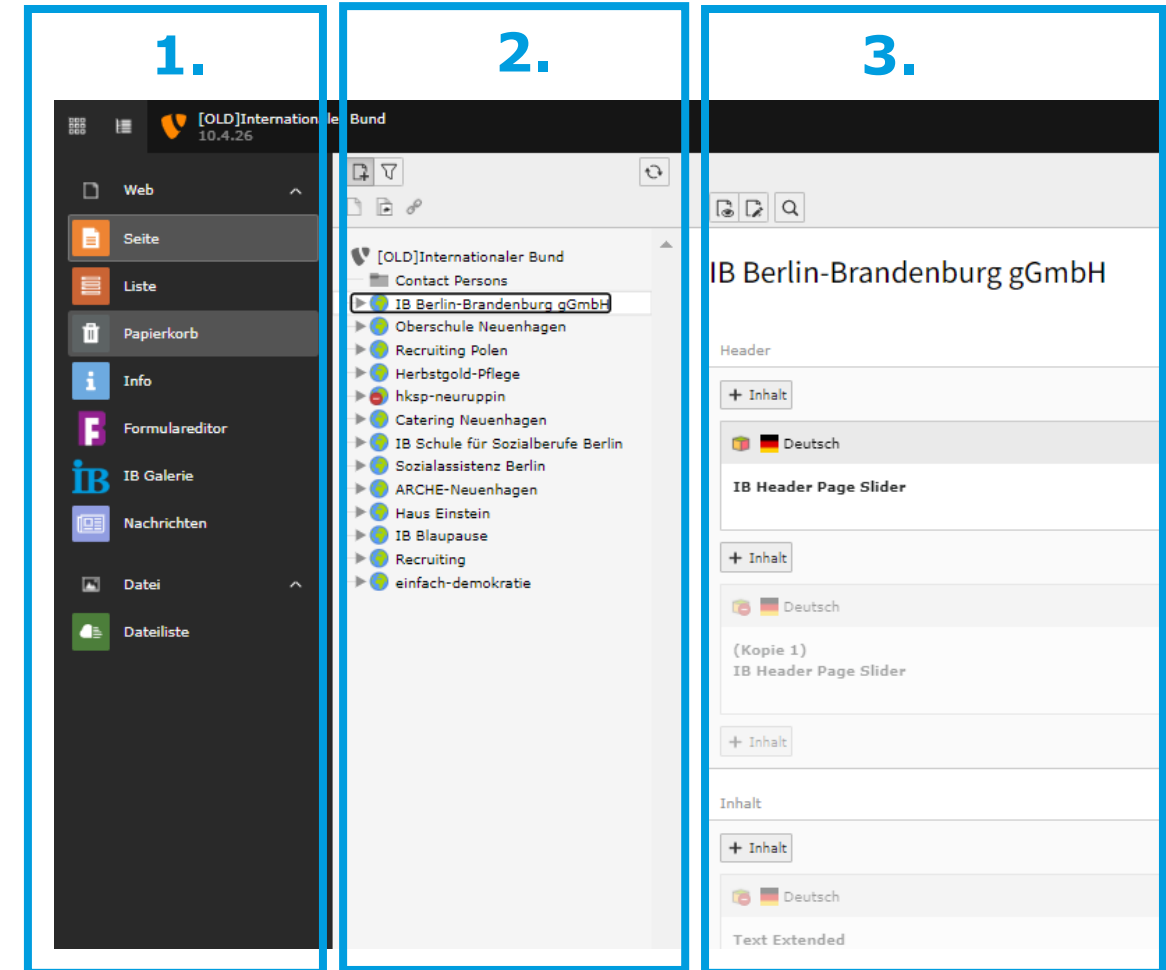 1.
2.
3.
[OLD]Internationaler Bund
10.4.26
Web
Seite
Liste
Papierkorb
Info
Formulareditor
IB Galerie
Nachrichten
Datei
Dateiliste
[OLD]Internationaler Bund
Contact Persons
IB Berlin-Brandenburg gGmbH
Oberschule Neuenhagen
Recruiting Polen
Herbstgold-Pflege
hksp-neuruppin
Catering Neuenhagen
IB Schule für Sozialberufe Berlin
Sozialassistenz Berlin
ARCHE-Neuenhagen
Haus Einstein
IB Blaupause
Recruiting
einfach-demokratie
IB Berlin-Brandenburg gGmbH
Header
+ Inhalt
Deutsch
IB Header Page Slider
+ Inhalt
Deutsch
(Kopie 1)
IB Header Page Slider
+ Inhalt
Inhalt
+ Inhalt
Deutsch
Text Extended